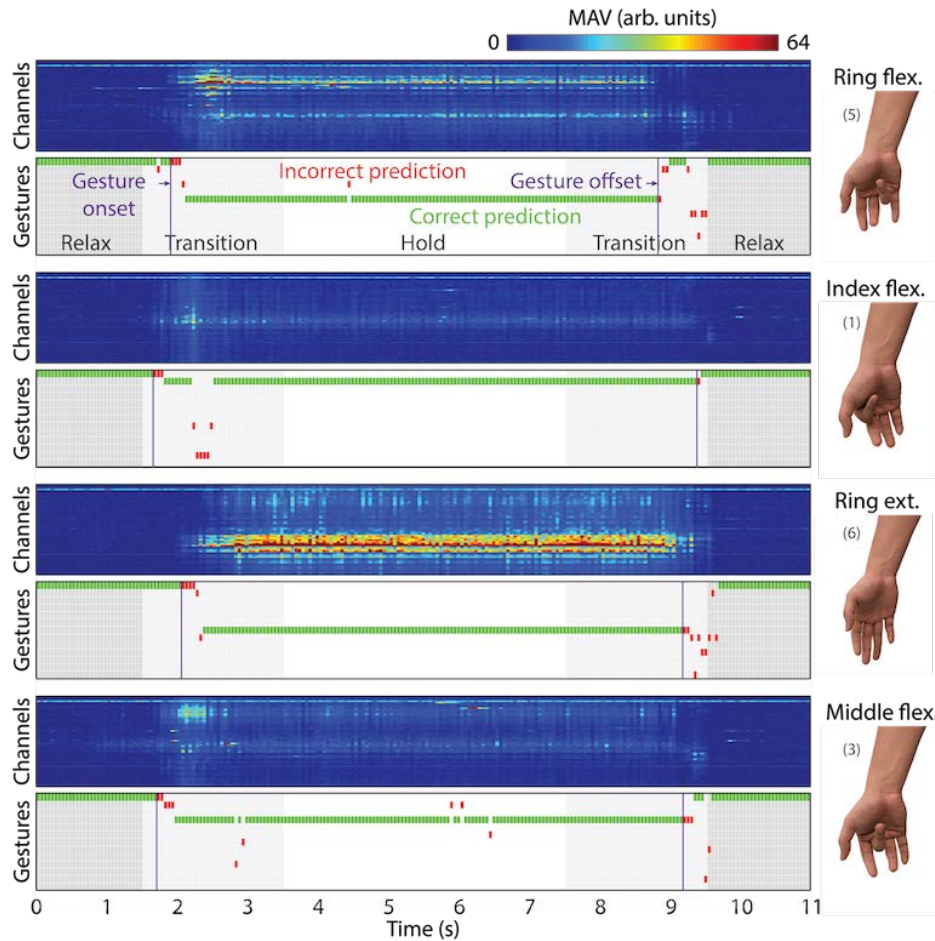 MAV (arb. units)
0 64
Channels
Ring flex.
(5)
Gestures
Incorrect prediction
Gesture onset
Gesture offset
Correct prediction
Relax Transition Hold Transition Relax
Channels
Index flex.
(1)
Gestures
Channels
Ring ext.
(6)
Gestures
Channels
Middle flex.
(3)
Gestures
0 1 2 3 4 5 6 7 8 9 10 11
Time (s)